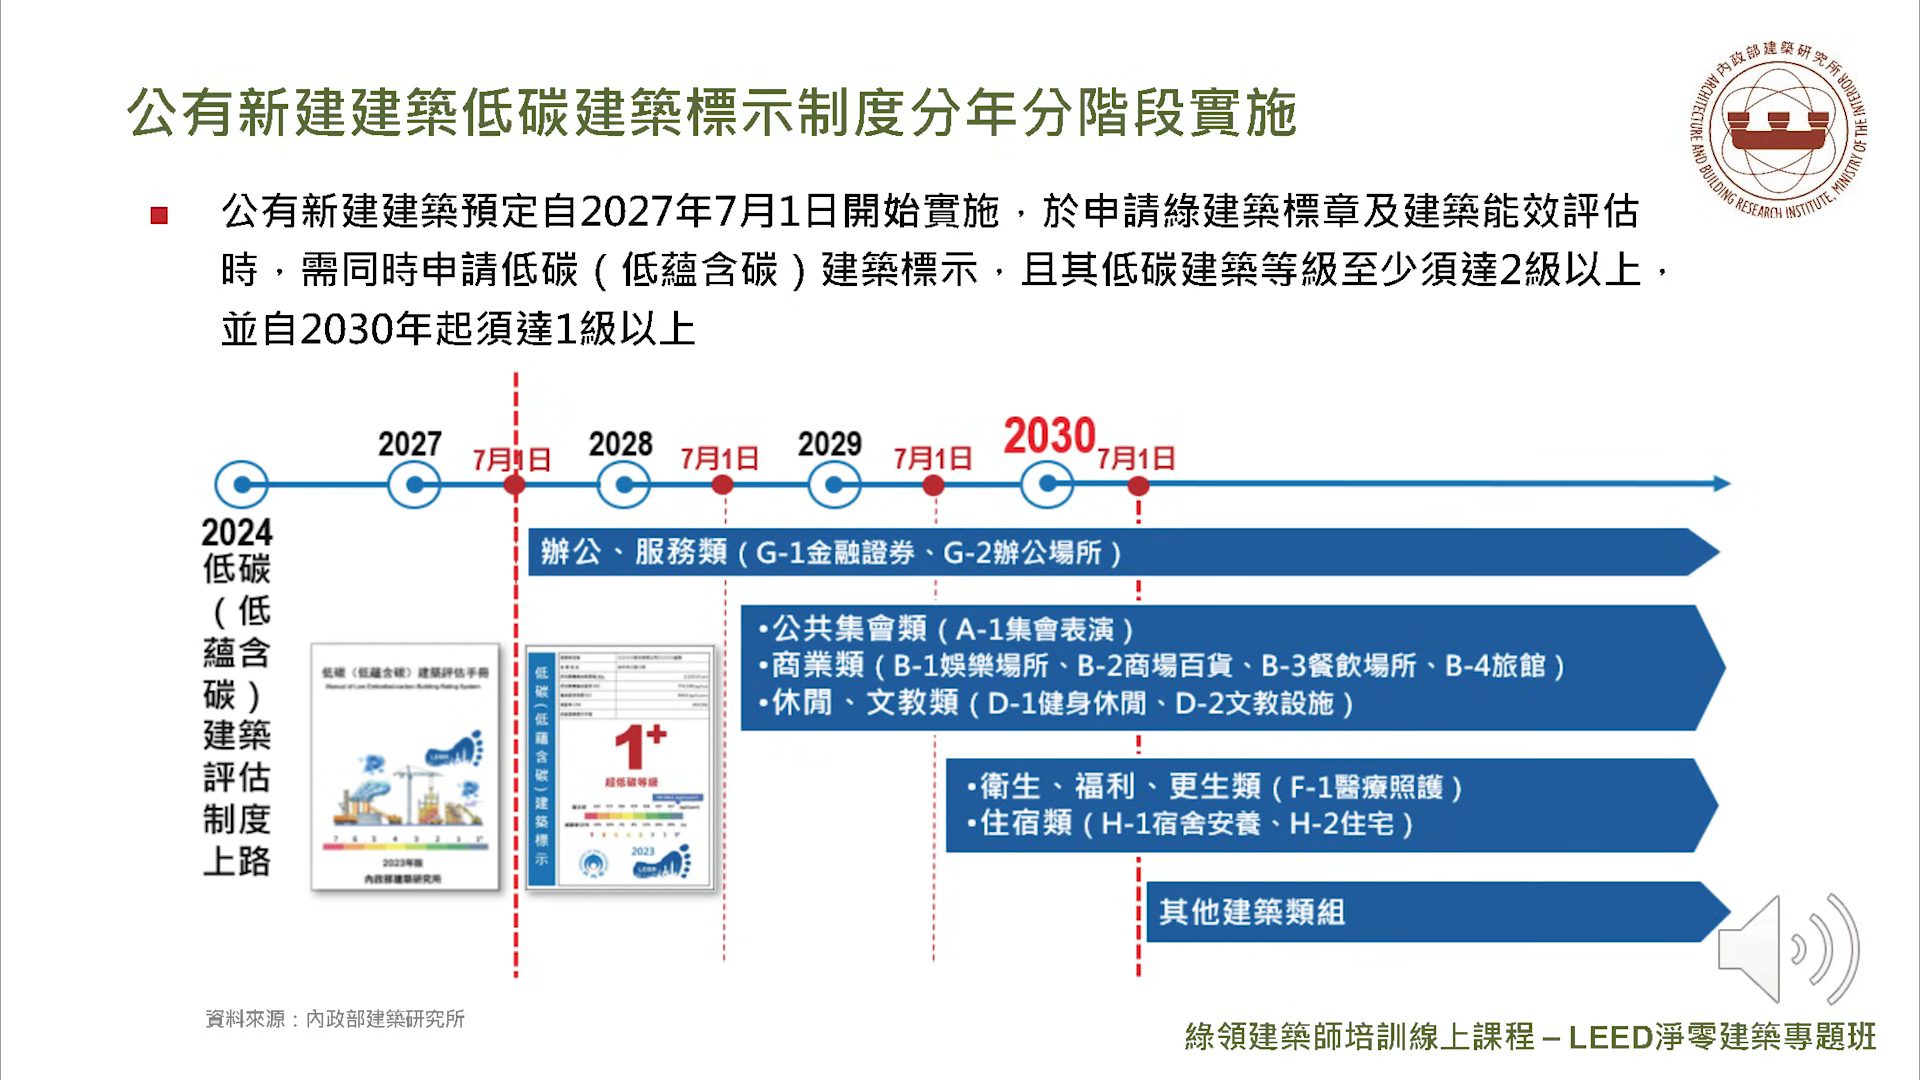 公有新建建築低碳建築標示制度分年分階段實施
內政部建築研究所
ARCHITECTURE AND BUILDING RESEARCH INSTITUTE, MINISTRY OF THE INTERIOR
■ 公有新建建築預定自2027年7月1日開始實施，於申請綠建築標章及建築能效評估
時，需同時申請低碳（低蘊含碳）建築標示，且其低碳建築等級至少須達2級以上，
並自2030年起須達1級以上
2027
7月1日
2028
7月1日
2029
7月1日
2030
7月1日
2024
低碳
（低
蘊含
碳）
建築
評估
制度
上路
辦公、服務類（G-1金融證券、G-2辦公場所）
•公共集會類（A-1集會表演）
•商業類（B-1娛樂場所、B-2商場百貨、B-3餐飲場所、B-4旅館）
•休閒、文教類（D-1健身休閒、D-2文教設施）
•衛生、福利、更生類（F-1醫療照護）
•住宿類（H-1宿舍安養、H-2住宅）
其他建築類組
低碳（低蘊含碳）建築評估手冊
2023年版
內政部建築研究所
低碳（低蘊含碳）建築標示
1+
超低碳等級
2023
資料來源：內政部建築研究所
綠領建築師培訓線上課程 – LEED淨零建築專題班